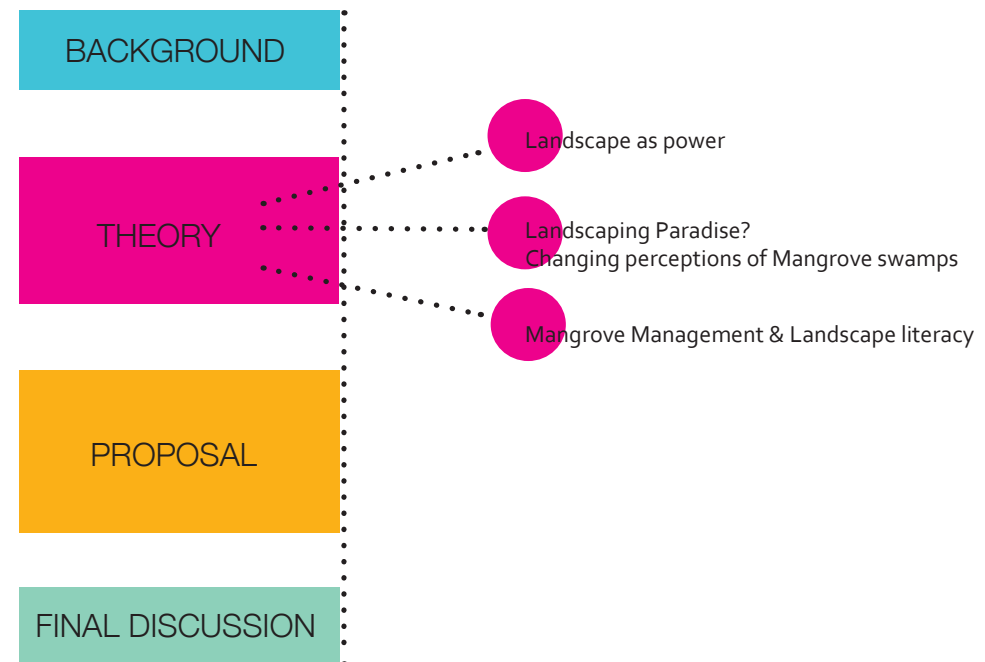 BACKGROUND
THEORY
Landscape as power
Landscaping Paradise?
Changing perceptions of Mangrove swamps
Mangrove Management & Landscape literacy
PROPOSAL
FINAL DISCUSSION